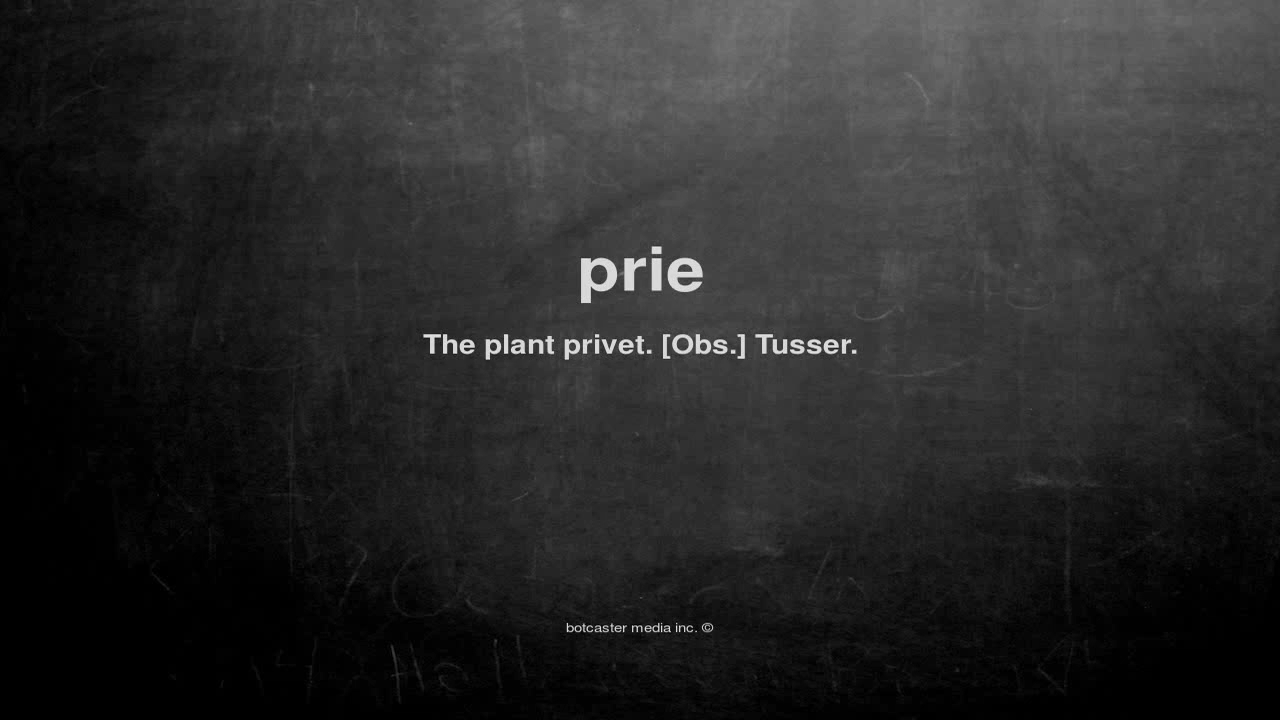 prie
The plant privet. [Obs.] Tusser.
botcaster media inc. ©